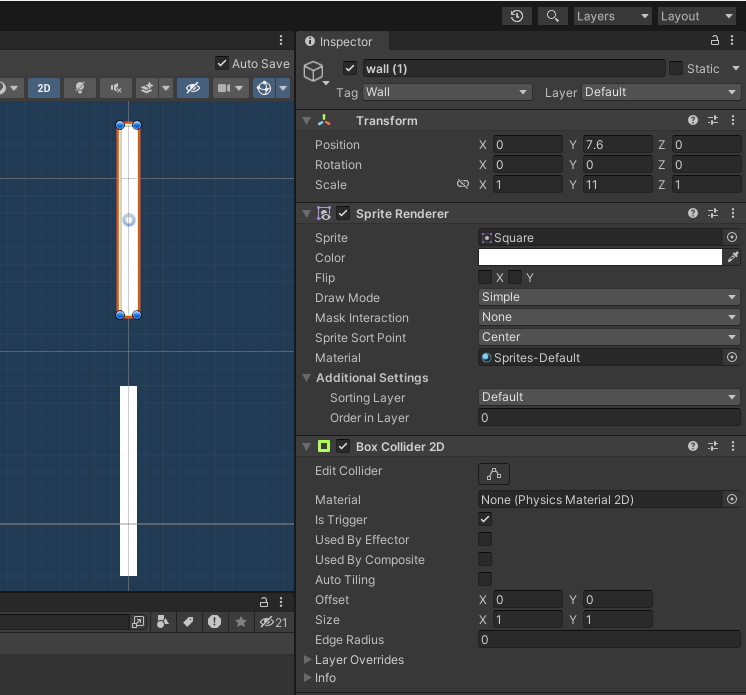 Layers Layout
Inspector
Auto Save
wall (1) Static
2D
Tag Wall Layer Default
Transform
Position X 0 Y 7.6 Z 0
Rotation X 0 Y 0 Z 0
Scale X 1 Y 11 Z 1
Sprite Renderer
Sprite Square
Color
Flip X Y
Draw Mode Simple
Mask Interaction None
Sprite Sort Point Center
Material Sprites-Default
Additional Settings
Sorting Layer Default
Order in Layer 0
Box Collider 2D
Edit Collider
Material None (Physics Material 2D)
Is Trigger
Used By Effector
Used By Composite
Auto Tiling
Offset X 0 Y 0
Size X 1 Y 1
21
Edge Radius 0
Layer Overrides
Info